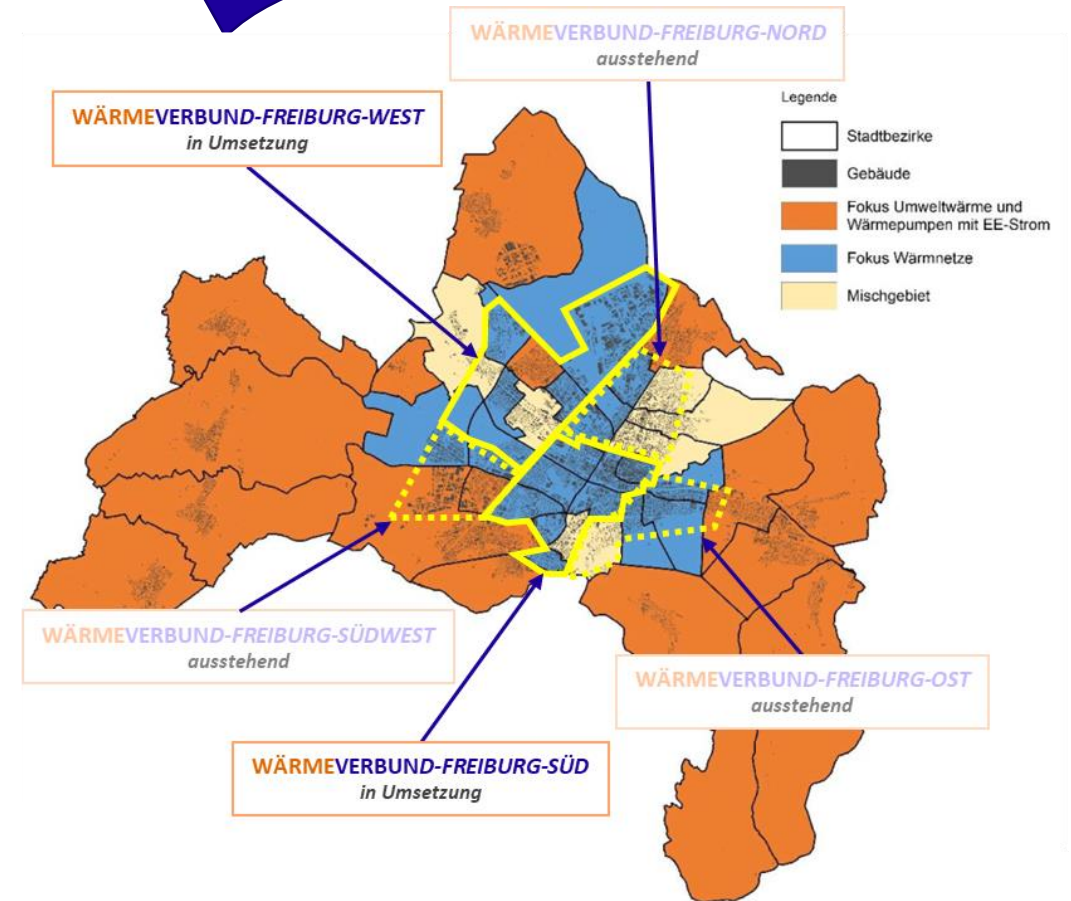 WÄRMEVERBUND-FREIBURG-NORD
ausstehend
WÄRMEVERBUND-FREIBURG-WEST
in Umsetzung
Legende
Stadtbezirke
Gebäude
Fokus Umweltwärme und
Wärmepumpen mit EE-Strom
Fokus Wärmnetze
Mischgebiet
WÄRMEVERBUND-FREIBURG-SÜDWEST
ausstehend
WÄRMEVERBUND-FREIBURG-OST
ausstehend
WÄRMEVERBUND-FREIBURG-SÜD
in Umsetzung